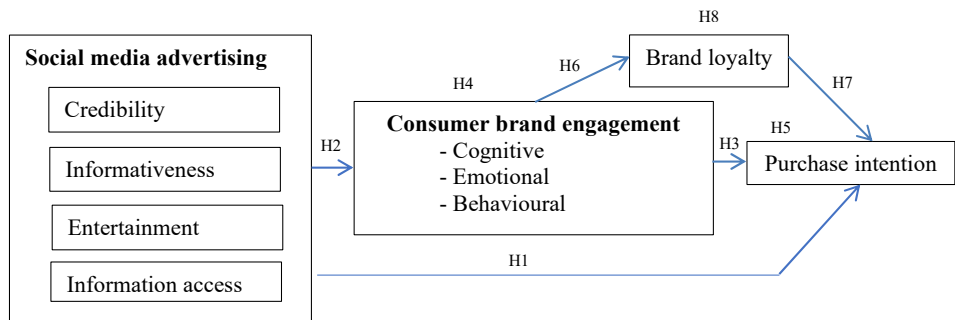 H8
Social media advertising
Brand loyalty
H6
H7
Credibility
H4
Consumer brand engagement
H5
H2
- Cognitive
H3
Informativeness
- Emotional
Purchase intention
- Behavioural
Entertainment
H1
Information access